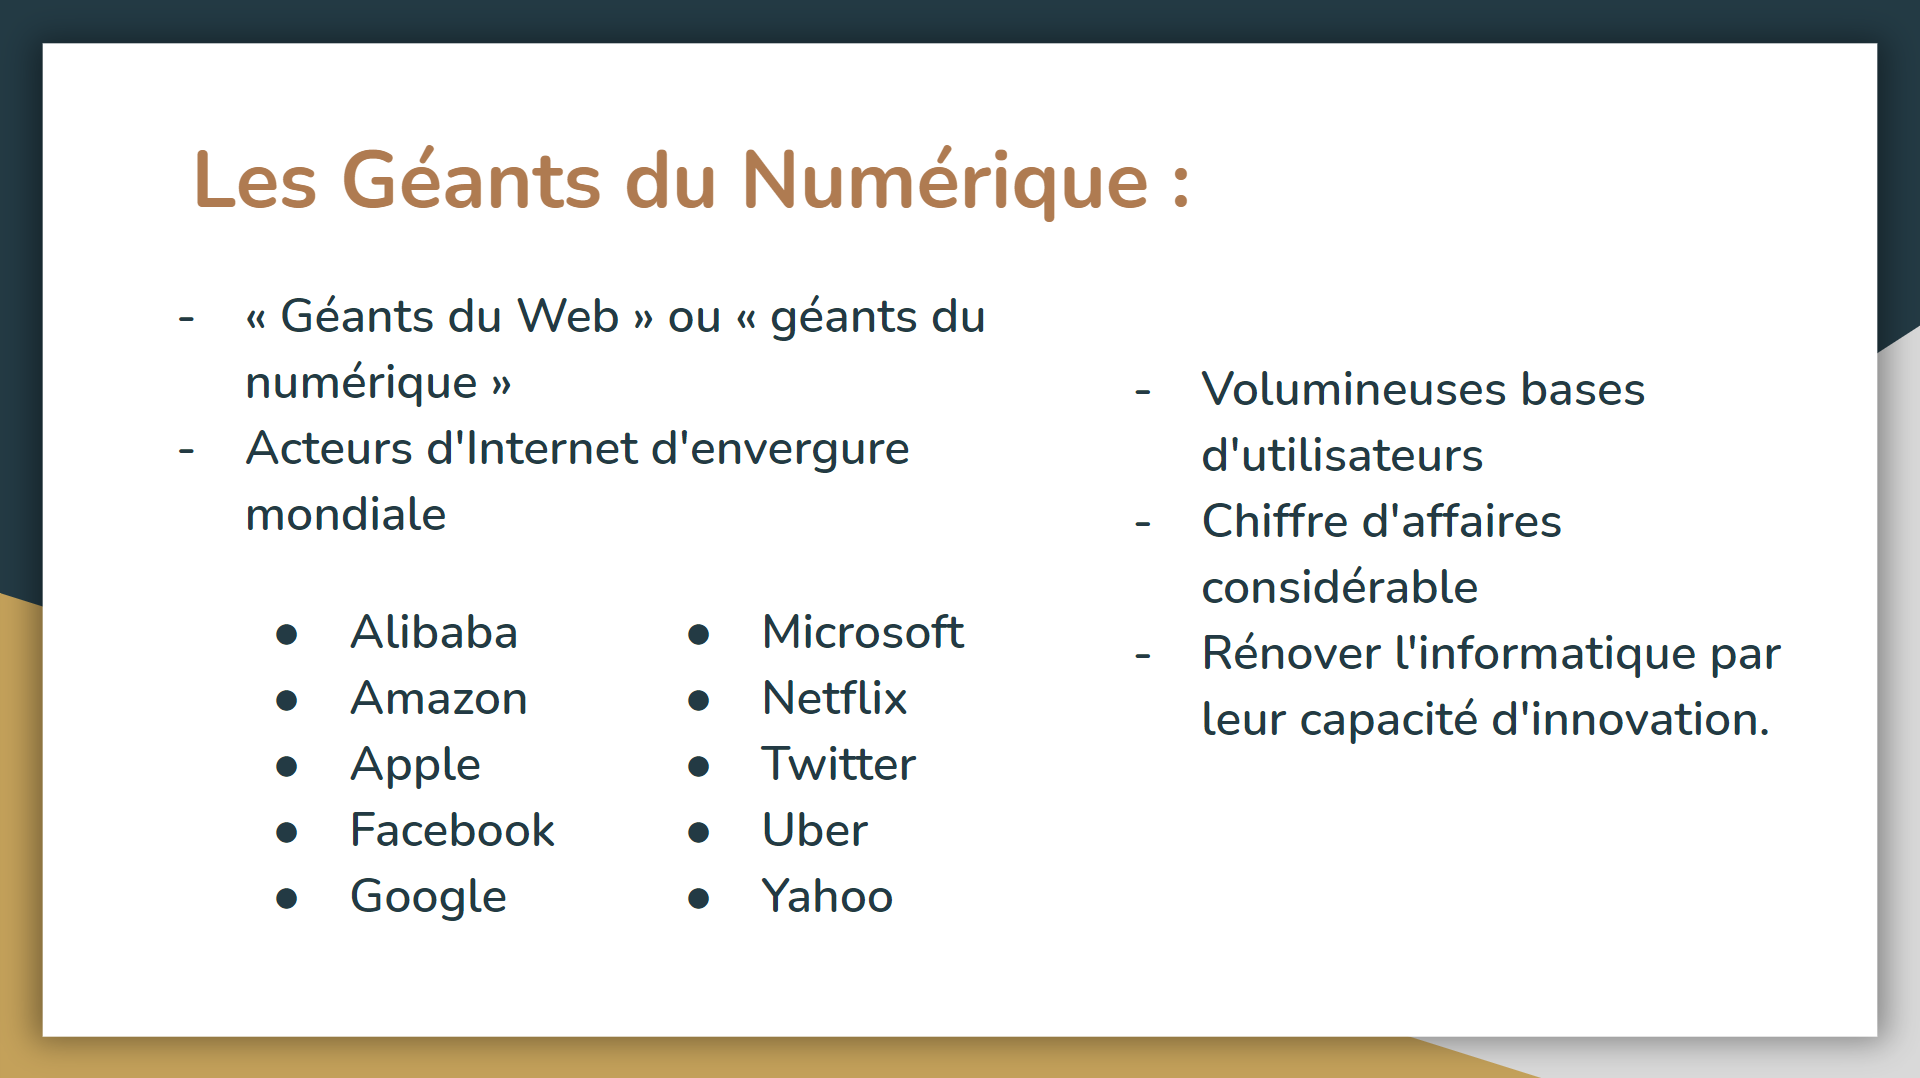 Les Géants du Numérique :
- « Géants du Web » ou « géants du
numérique »
- Acteurs d'Internet d'envergure
mondiale
● Alibaba
● Amazon
● Apple
● Facebook
● Google
● Microsoft
● Netflix
● Twitter
● Uber
● Yahoo
- Volumineuses bases
d'utilisateurs
- Chiffre d'affaires
considérable
- Rénover l'informatique par
leur capacité d'innovation.